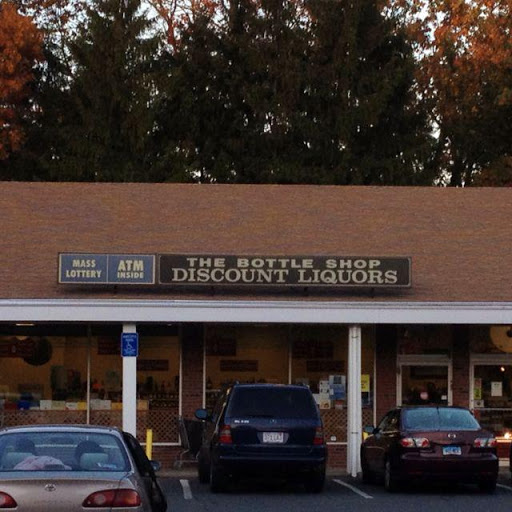 MASS
LOTTERY
ATM
INSIDE
THE BOTTLE SHOP
DISCOUNT LIQUORS